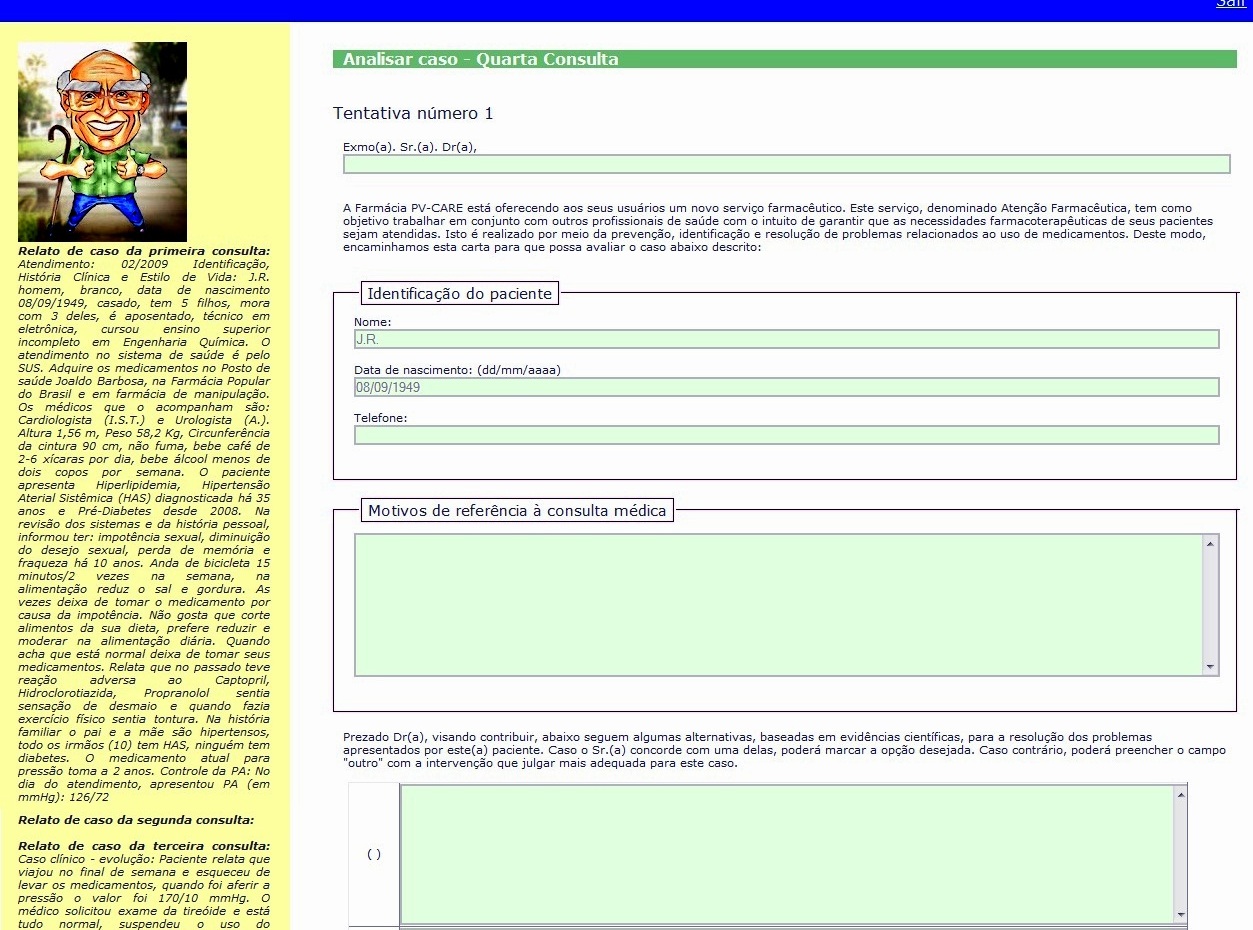 Sair
Relato de caso da primeira consulta:
Atendimento: 02/2009 Identificação,
História Clínica e Estilo de Vida: J.R.
homem, branco, data de nascimento
08/09/1949, casado, tem 5 filhos, mora
com 3 deles, é aposentado, técnico em
eletrônica, cursou ensino superior
incompleto em Engenharia Química. O
atendimento no sistema de saúde é pelo
SUS. Adquire os medicamentos no Posto de
saúde Joaldo Barbosa, na Farmácia Popular
do Brasil e em farmácia de manipulação.
Os médicos que o acompanham são:
Cardiologista (I.S.T.) e Urologista (A.).
Altura 1,56 m, Peso 58,2 Kg, Circunferência
da cintura 90 cm, não fuma, bebe café de
2-6 xícaras por dia, bebe álcool menos de
dois copos por semana. O paciente
apresenta Hiperlipidemia, Hipertensão
Aterial Sistêmica (HAS) diagnosticada há 35
anos e Pré-Diabetes desde 2008. Na
revisão dos sistemas e da história pessoal,
informou ter: impotência sexual, diminuição
do desejo sexual, perda de memória e
fraqueza há 10 anos. Anda de bicicleta 15
minutos/2 vezes na semana, na
alimentação reduz o sal e gordura. As
vezes deixa de tomar o medicamento por
causa da impotência. Não gosta que corte
alimentos da sua dieta, prefere reduzir e
moderar na alimentação diária. Quando
acha que está normal deixa de tomar seus
medicamentos. Relata que no passado teve
reação adversa ao Captopril,
Hidroclorotiazida, Propranolol sentia
sensação de desmaio e quando fazia
exercício físico sentia tontura. Na história
familiar o pai e a mãe são hipertensos,
todo os irmãos (10) tem HAS, ninguém tem
diabetes. O medicamento atual para
pressão toma a 2 anos. Controle da PA: No
dia do atendimento, apresentou PA (em
mmHg): 126/72
Relato de caso da segunda consulta:
Relato de caso da terceira consulta:
Caso clínico - evolução: Paciente relata que
viajou no final de semana e esqueceu de
levar os medicamentos, quando foi aferir a
pressão o valor foi 170/10 mmHg. O
médico solicitou exame da tireóide e está
tudo normal, suspendeu o uso do
Analisar caso - Quarta Consulta
Tentativa número 1
Exmo(a). Sr.(a). Dr(a),
A Farmácia PV-CARE está oferecendo aos seus usuários um novo serviço farmacêutico. Este serviço, denominado Atenção Farmacêutica, tem como
objetivo trabalhar em conjunto com outros profissionais de saúde com o intuito de garantir que as necessidades farmacoterapêuticas de seus pacientes
sejam atendidas. Isto é realizado por meio da prevenção, identificação e resolução de problemas relacionados ao uso de medicamentos. Deste modo,
encaminhamos esta carta para que possa avaliar o caso abaixo descrito:
Identificação do paciente
Nome:
J.R.
Data de nascimento: (dd/mm/aaaa)
08/09/1949
Telefone:
Motivos de referência à consulta médica
Prezado Dr(a), visando contribuir, abaixo seguem algumas alternativas, baseadas em evidências científicas, para a resolução dos problemas
apresentados por este(a) paciente. Caso o Sr.(a) concorde com uma delas, poderá marcar a opção desejada. Caso contrário, poderá preencher o campo
"outro" com a intervenção que julgar mais adequada para este caso.
( )